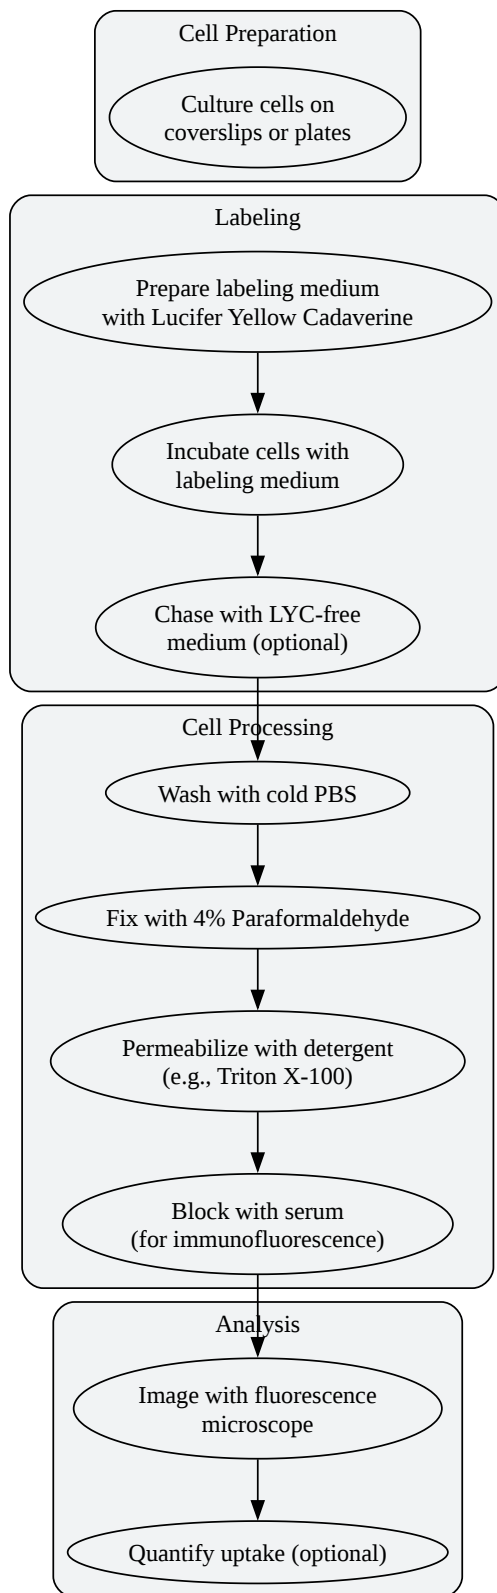 Cell Preparation
Culture cells on
coverslips or plates
Labeling
Prepare labeling medium
with Lucifer Yellow Cadaverine
Incubate cells with
labeling medium
Chase with LYC-free
medium (optional)
Cell Processing
Wash with cold PBS
Fix with 4% Paraformaldehyde
Permeabilize with detergent
(e.g., Triton X-100)
Block with serum
(for immunofluorescence)
Analysis
Image with fluorescence
microscope
Quantify uptake (optional)